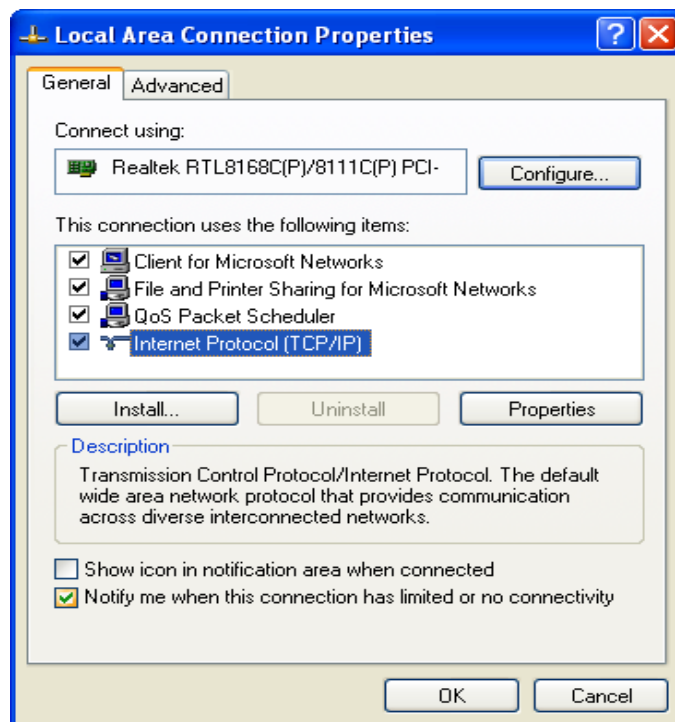 Local Area Connection Properties
?
General
Advanced
Connect using:
Realtek RTL8168C(P)/8111C(P) PCI-
Configure...
This connection uses the following items:
Client for Microsoft Networks
File and Printer Sharing for Microsoft Networks
QoS Packet Scheduler
Internet Protocol (TCP/IP)
Install...
Uninstall
Properties
Description
Transmission Control Protocol/Internet Protocol. The default
wide area network protocol that provides communication
across diverse interconnected networks.
Show icon in notification area when connected
Notify me when this connection has limited or no connectivity
OK
Cancel